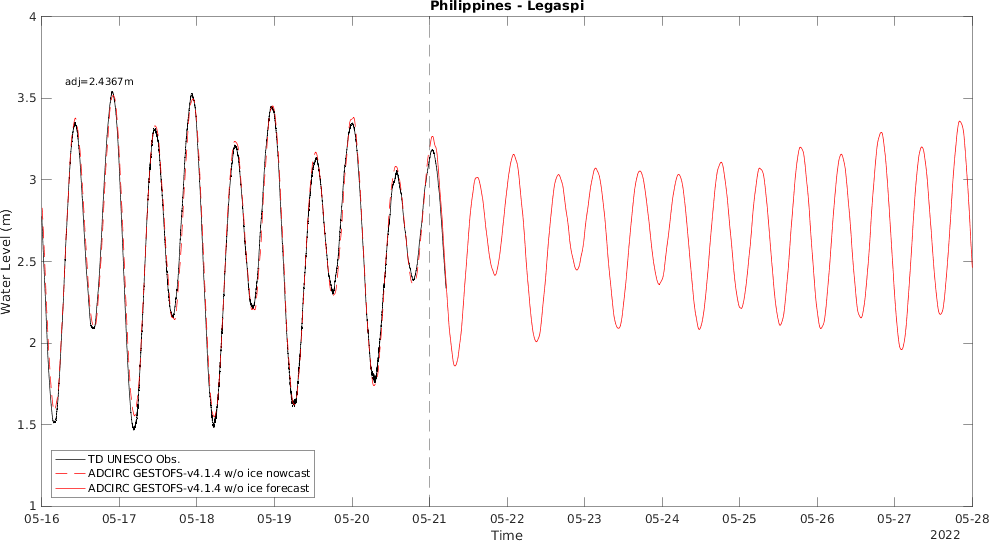 Philippines - Legaspi
4
3.5
3
2.5
2
1.5
1
Water Level (m)
adj=2.4367m
TD UNESCO Obs.
ADCIRC GESTOFS-v4.1.4 w/o ice nowcast
ADCIRC GESTOFS-v4.1.4 w/o ice forecast
05-16 05-17 05-18 05-19 05-20 05-21 05-22 05-23 05-24 05-25 05-26 05-27 05-28
Time
2022